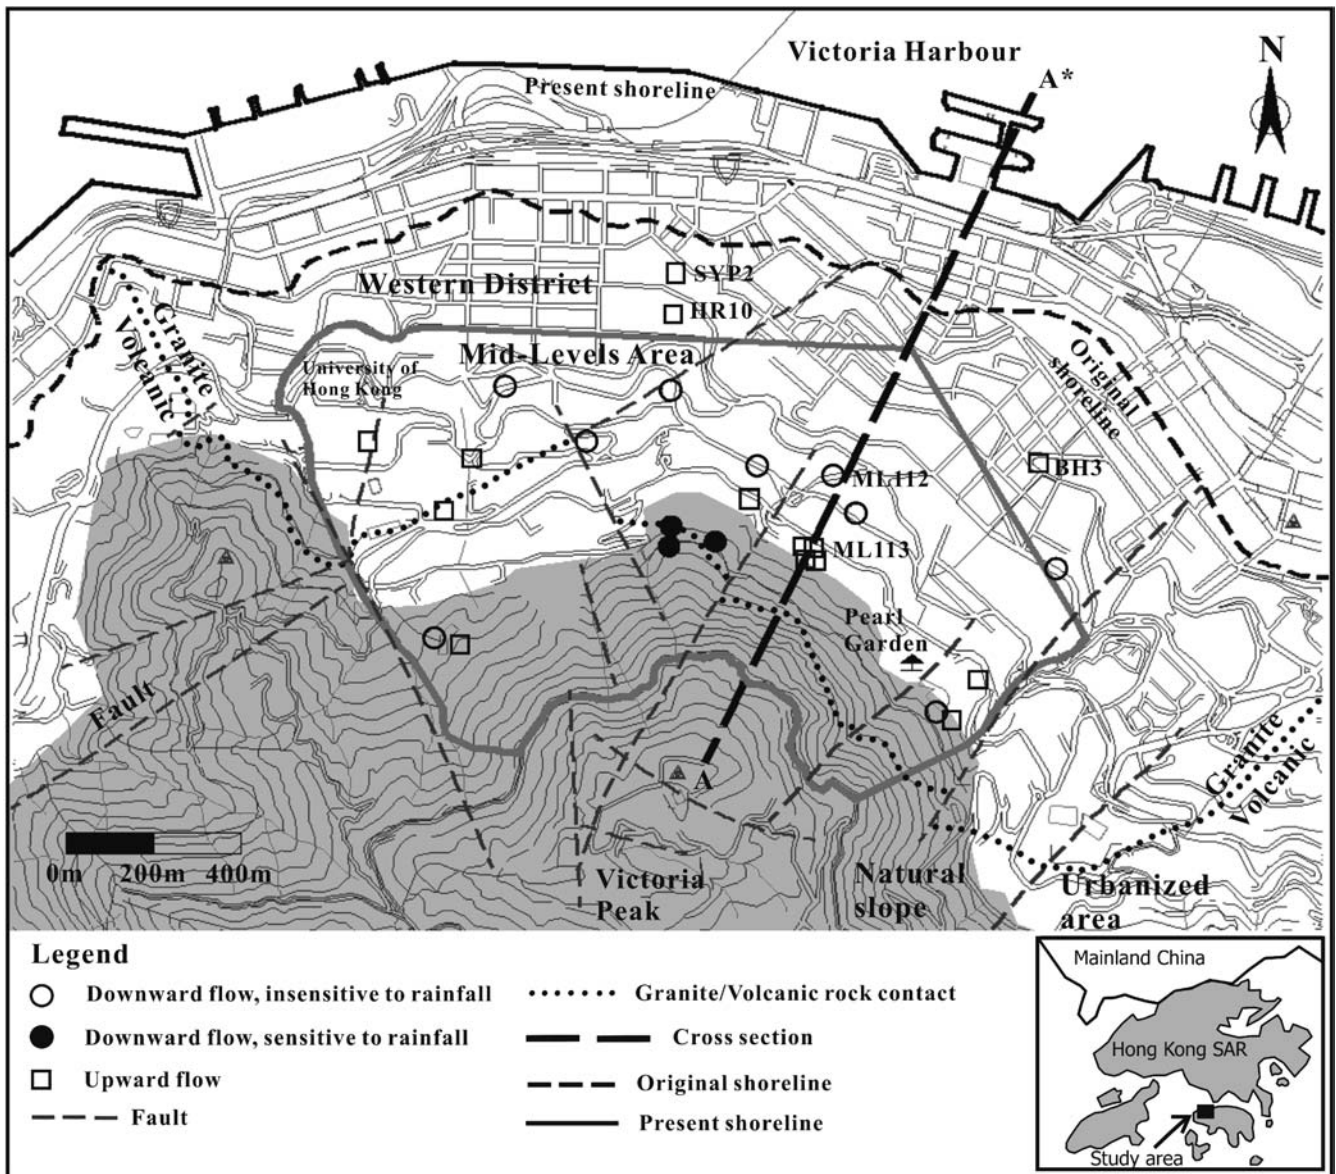 Victoria Harbour
N
A*
Present shoreline
SYP2
Western District
HR10
Mid-Levels Area
Granite
Volcanic
University of
Hong Kong
Original
shoreline
BH3
ML112
ML113
Pearl
Garden
Fault
A
Granite
Volcanic
0m 200m 400m
Victoria
Peak
Natural
slope
Urbanized
area
Legend
Downward flow, insensitive to rainfall
Downward flow, sensitive to rainfall
Upward flow
Fault
Granite/Volcanic rock contact
Cross section
Original shoreline
Present shoreline
Mainland China
Hong Kong SAR
Study area